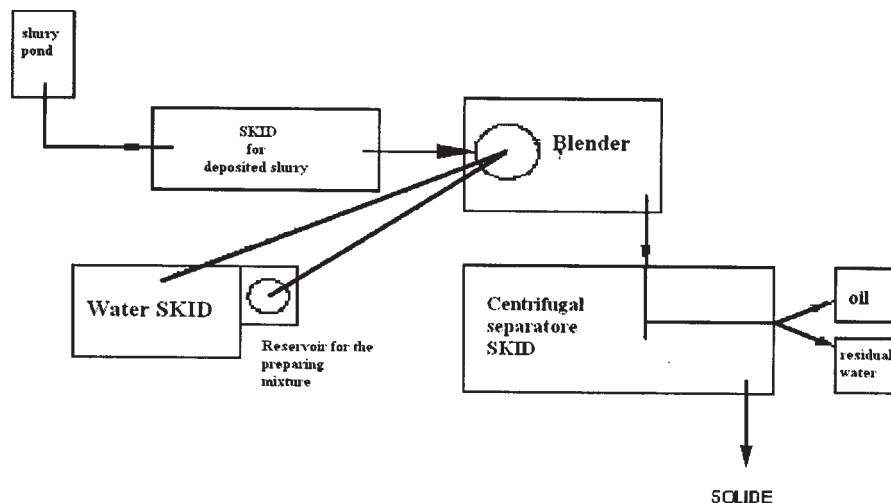 slurry
pond
SKID
for
deposited slurry
Blender
Water SKID
Reservoir for the
preparing
mixture
Centrifugal
separatore
SKID
oil
residual
water
SOLIDE